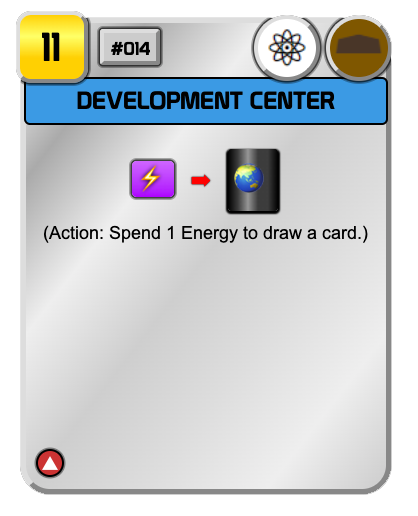 11
#014
DEVELOPMENT CENTER
(Action: Spend 1 Energy to draw a card.)